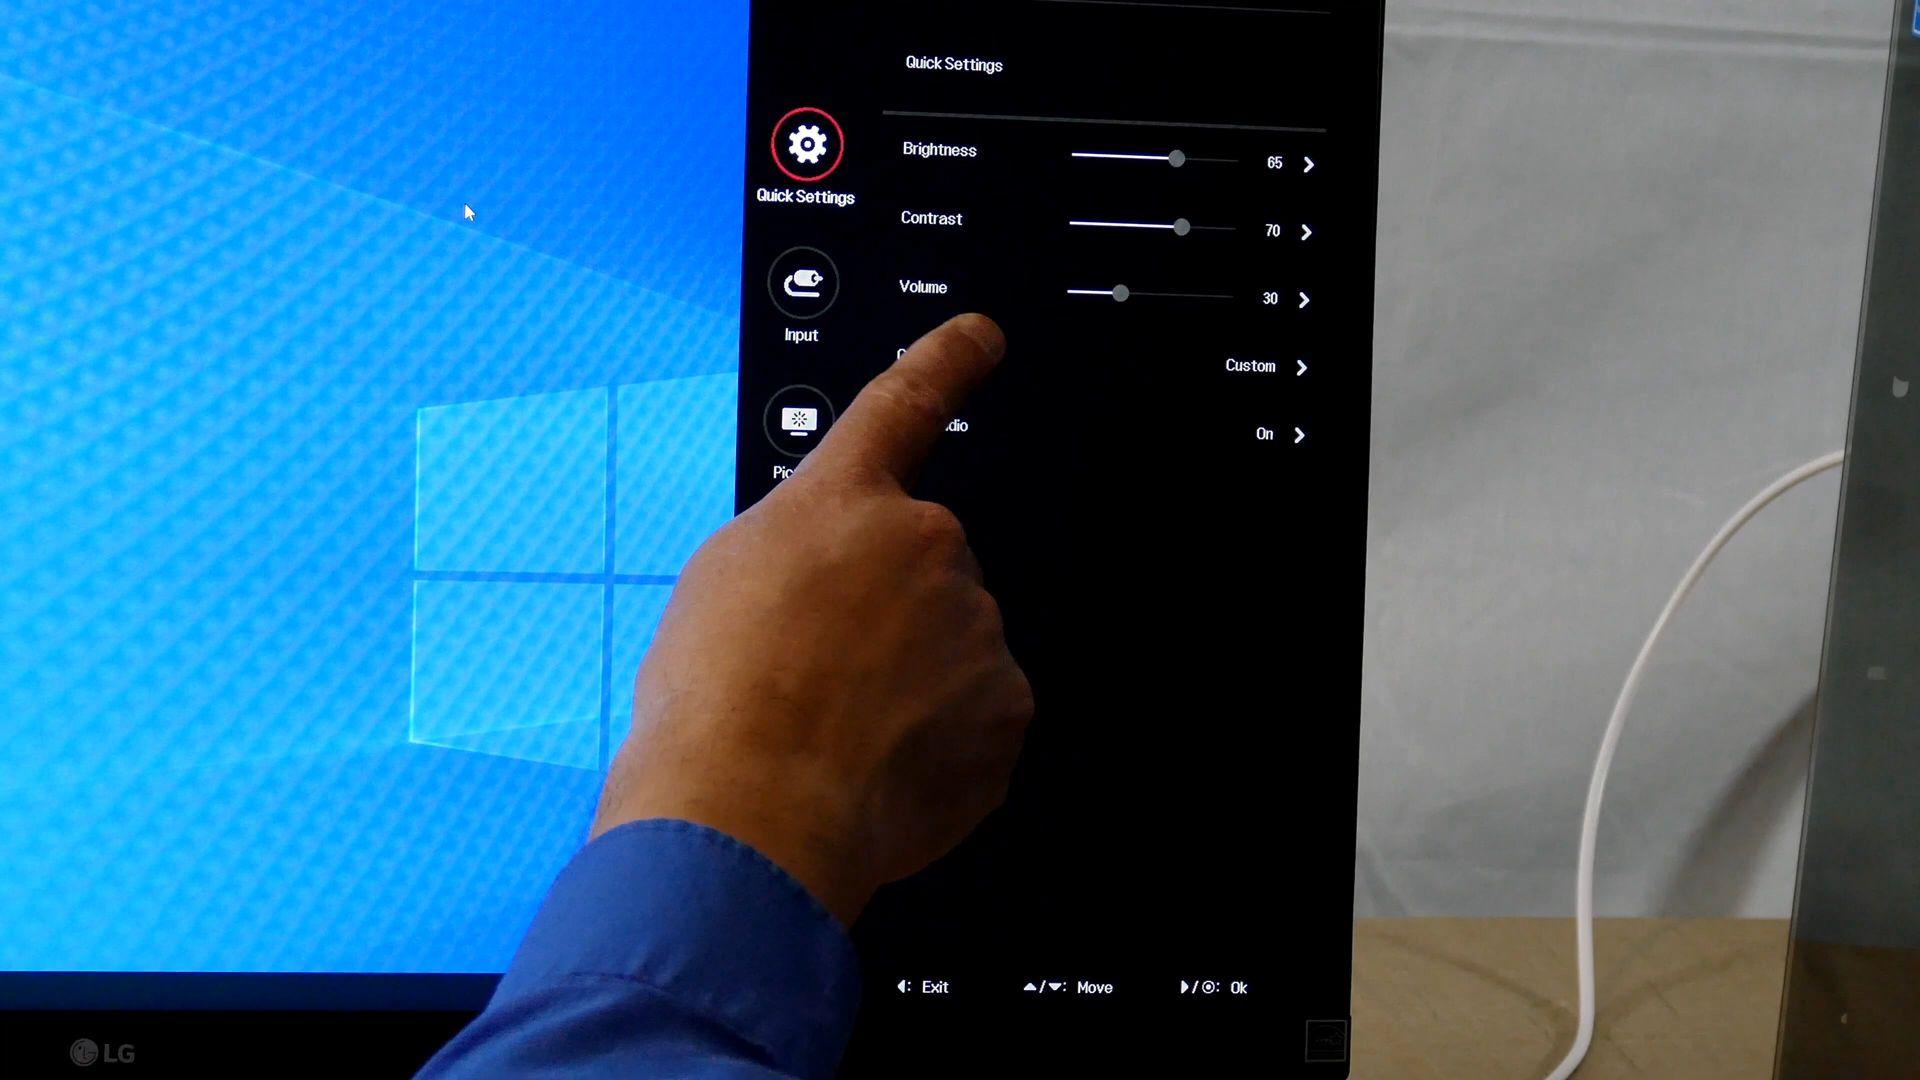 Quick Settings
Quick Settings
Brightness 65
Contrast 70
Volume 30
Input
Custom
On
Exit Move Ok
LG